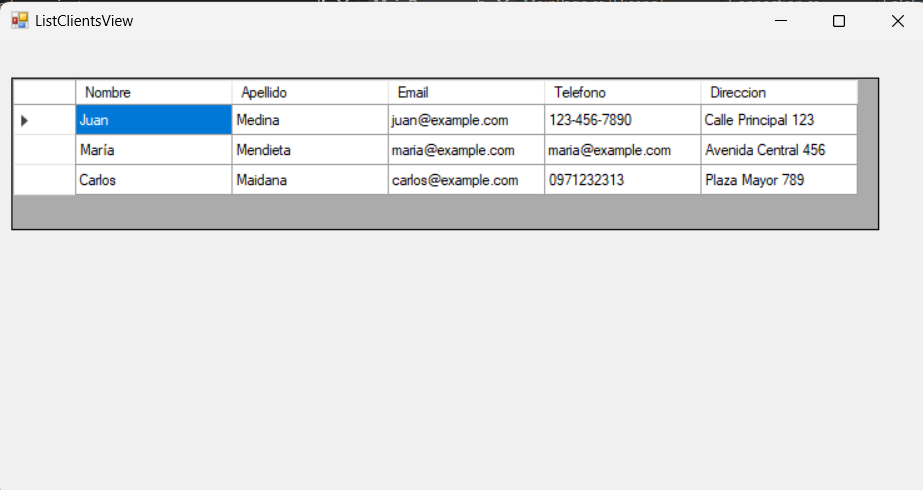 ListClientsView
Nombre Apellido Email Telefono Direccion
Juan Medina juan@example.com 123-456-7890 Calle Principal 123
María Mendieta maria@example.com maria@example.com Avenida Central 456
Carlos Maidana carlos@example.com 0971232313 Plaza Mayor 789